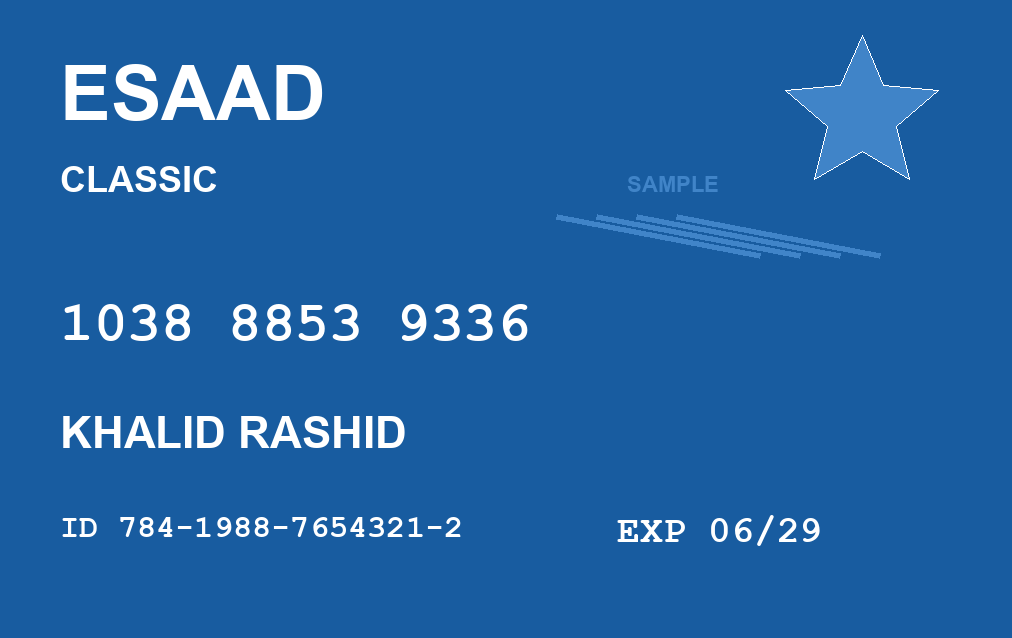 ESAAD
CLASSIC
SAMPLE
1038 8853 9336
KHALID RASHID
ID 784-1988-7654321-2
EXP 06/29